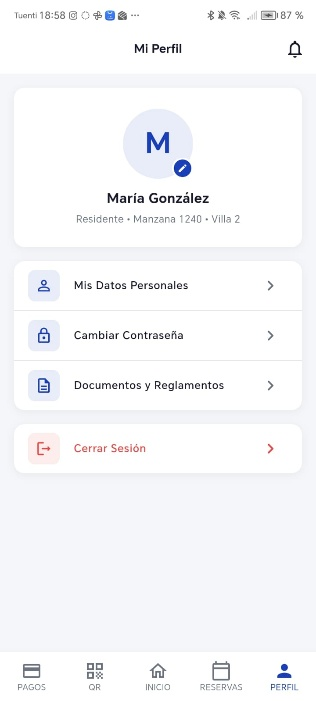 Tuenti 18:58 87 %
Mi Perfil
M
María González
Residente • Manzana 1240 • Villa 2
Mis Datos Personales
Cambiar Contraseña
Documentos y Reglamentos
Cerrar Sesión
PAGOS QR INICIO RESERVAS PERFIL